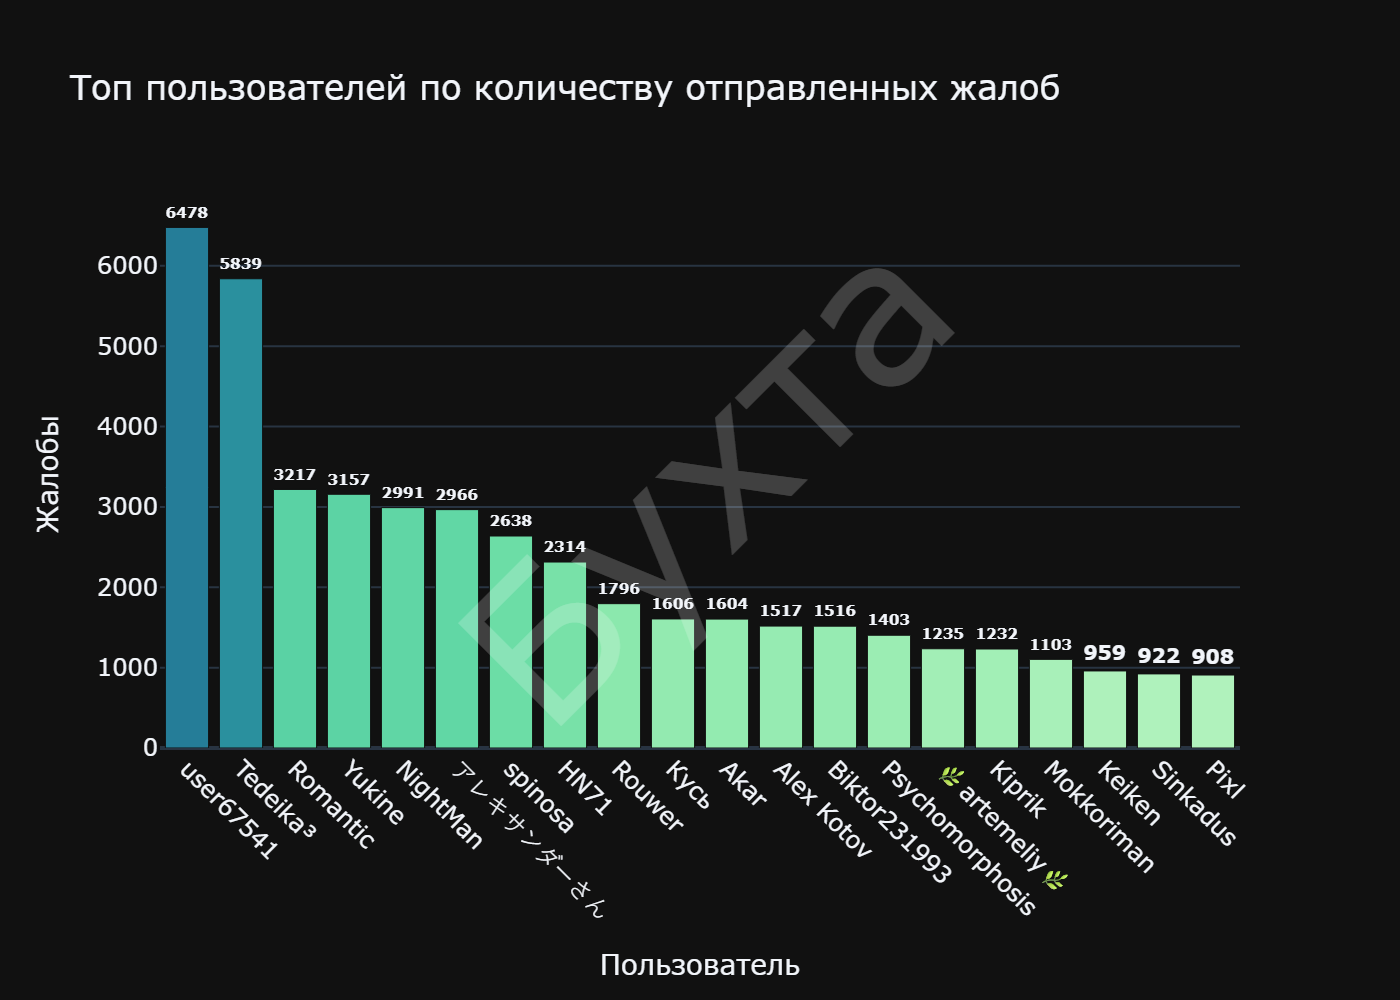 Топ пользователей по количеству отправленных жалоб
6478
5839
3217
3157
2991
2966
2638
2314
1796
1606
1604
1517
1516
1403
1235
1232
1103
959
922
908
6000
5000
4000
3000
2000
1000
0
Жалобы
Бухта
user67541
Tedeika³
Romantic
Yukine
NightMan
アレキサンダーさん
spinosa
HN71
Rouwer
Кусь
Akar
Alex Kotov
Biktor231993
Psychomorphosis
🌿 artemeliy 🌿
Kiprik
Mokkoriman
Keiken
Sinkadus
Pixl
Пользователь